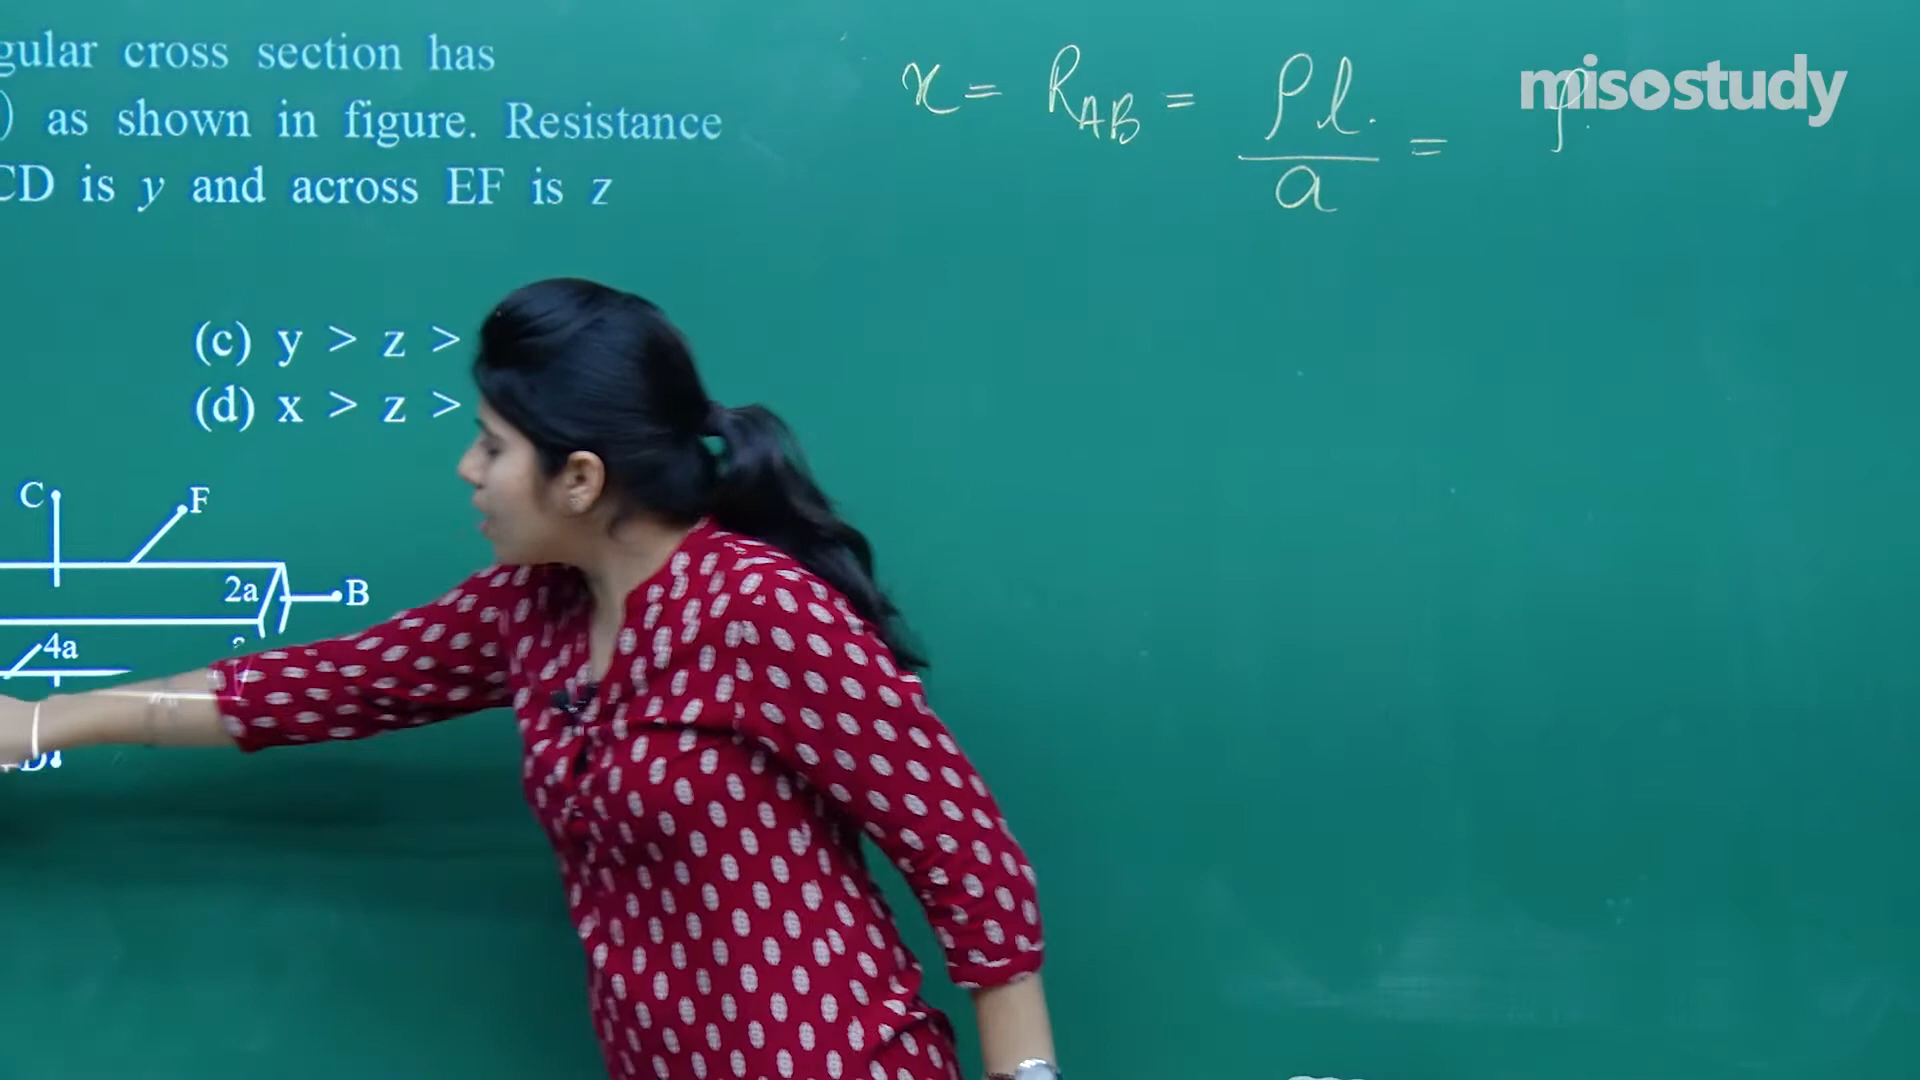 gular cross section has
) as shown in figure. Resistance
CD is y and across EF is z
(c) y > z >
(d) x > z >
C
F
2a
B
4a
D
x = R_AB = ρl/a = ρ
misostudy